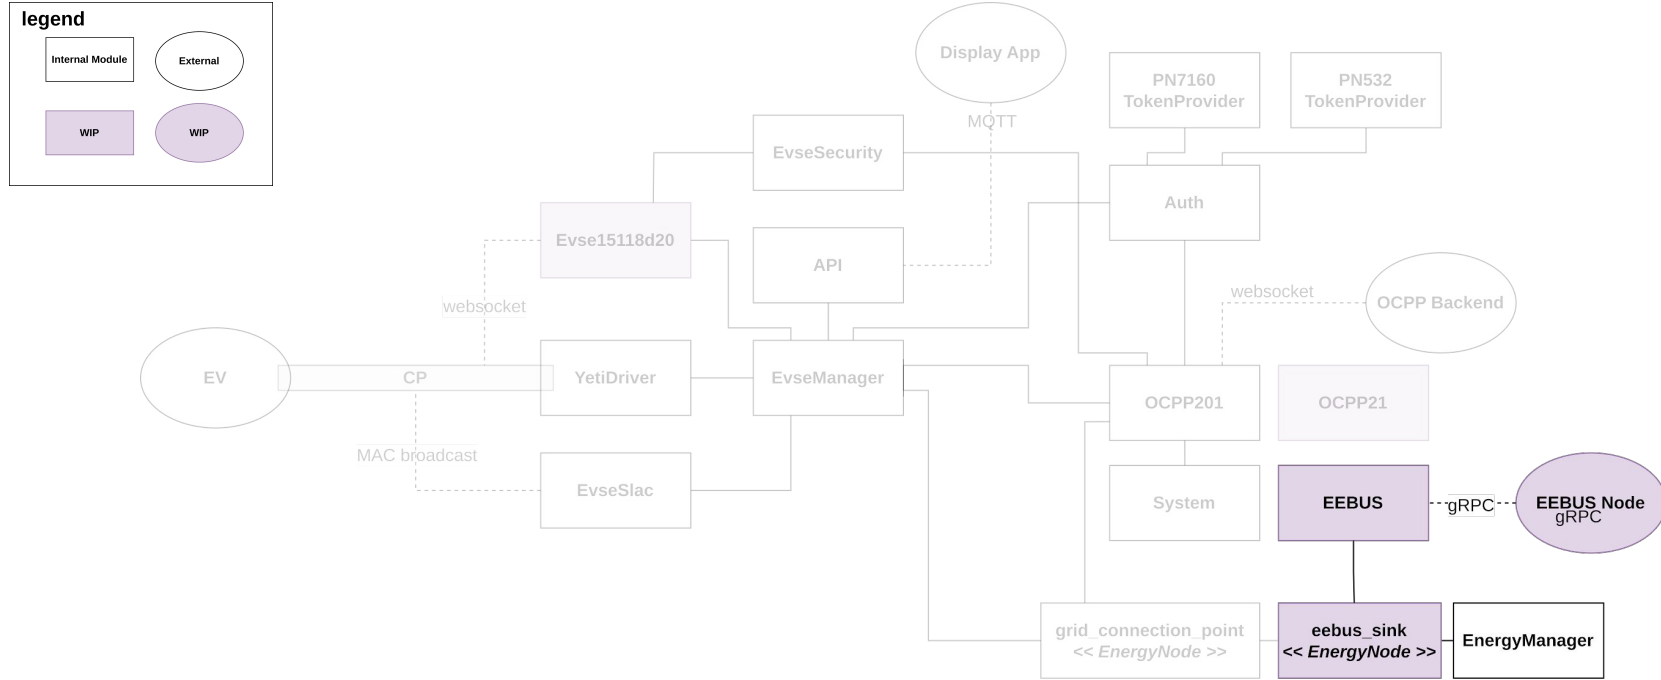 legend
Internal Module
External
WIP
WIP
Display App
MQTT
PN7160
TokenProvider
PN532
TokenProvider
EvseSecurity
Auth
Evse15118d20
API
websocket
websocket
OCPP Backend
EV
CP
YetiDriver
EvseManager
OCPP201
OCPP21
MAC broadcast
EvseSlac
System
EEBUS
gRPC
EEBUS Node
gRPC
grid_connection_point
<< EnergyNode >>
eebus_sink
<< EnergyNode >>
EnergyManager